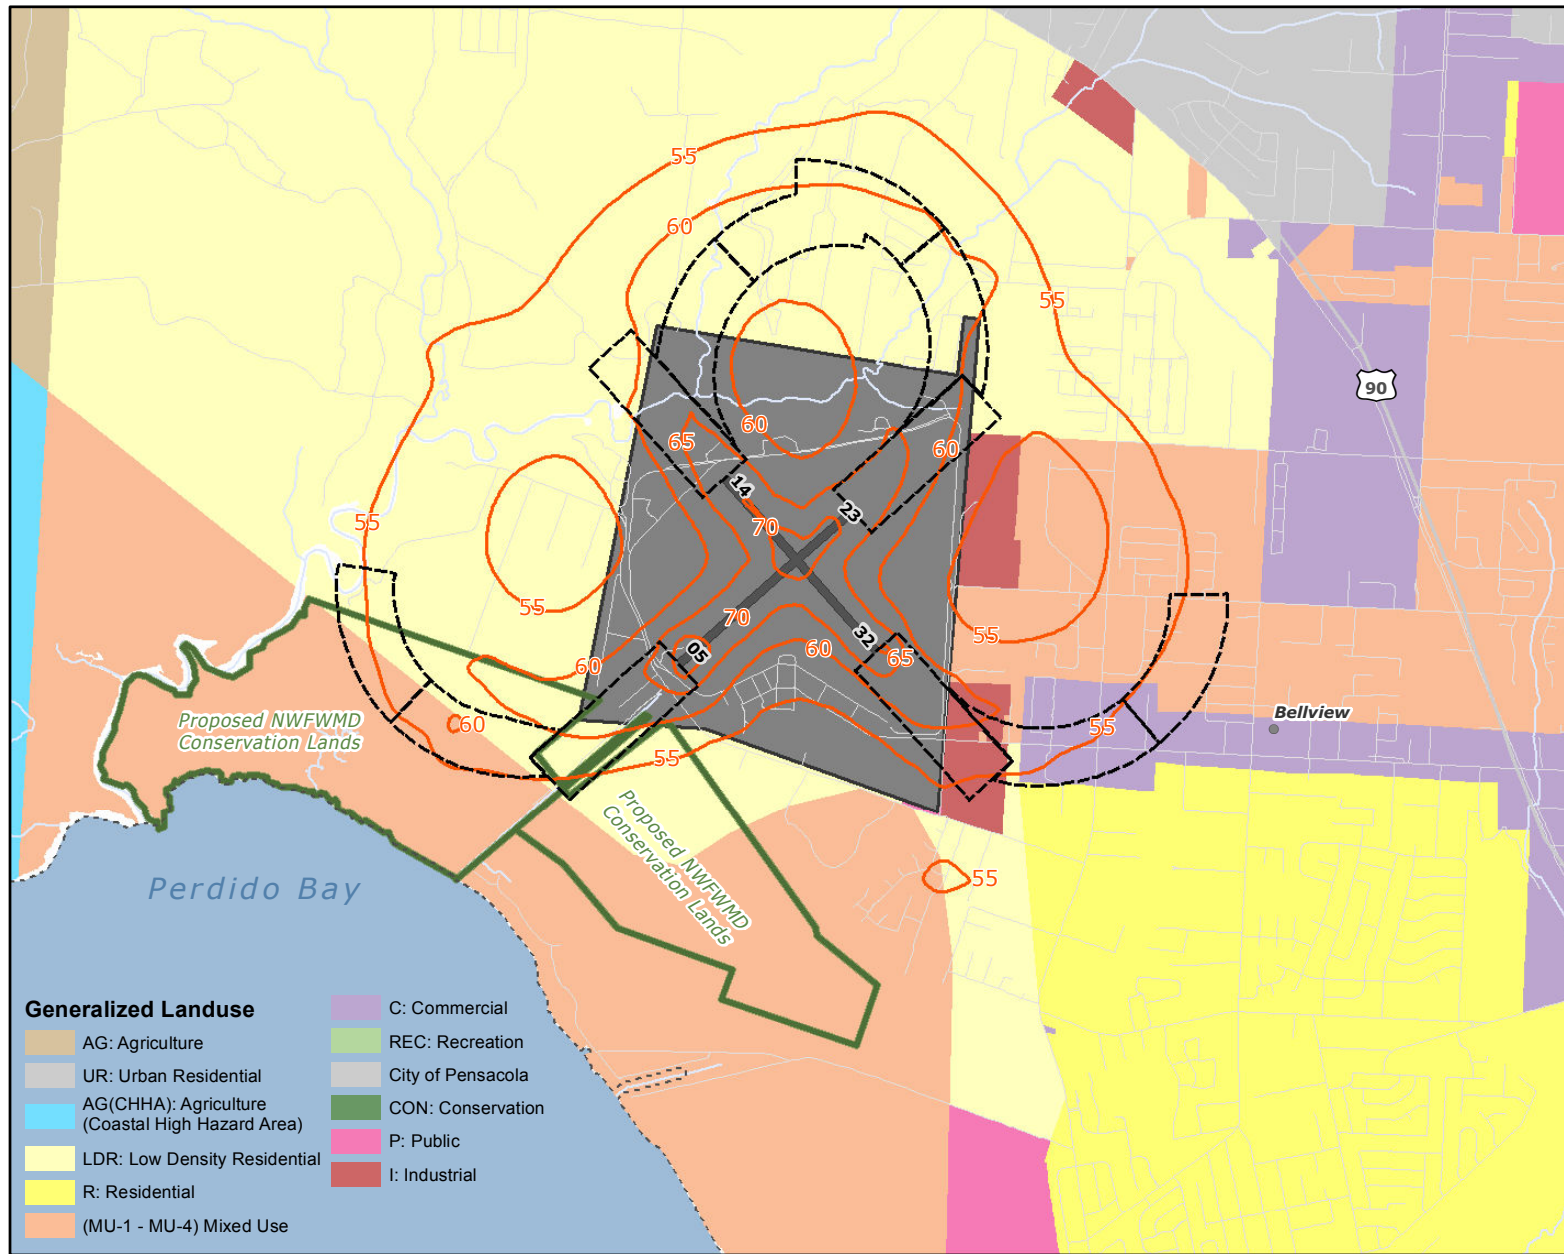 55
60
55
90
60
65
60
14
23
70
55
55
70
32
60
65
55
05
60
Proposed NWFWMD
Conservation Lands
60
55
Bellview
55
Proposed NWFWMD
Conservation Lands
55
Perdido Bay
Generalized Landuse
AG: Agriculture
UR: Urban Residential
AG(CHHA): Agriculture
(Coastal High Hazard Area)
LDR: Low Density Residential
R: Residential
(MU-1 - MU-4) Mixed Use
C: Commercial
REC: Recreation
City of Pensacola
CON: Conservation
P: Public
I: Industrial